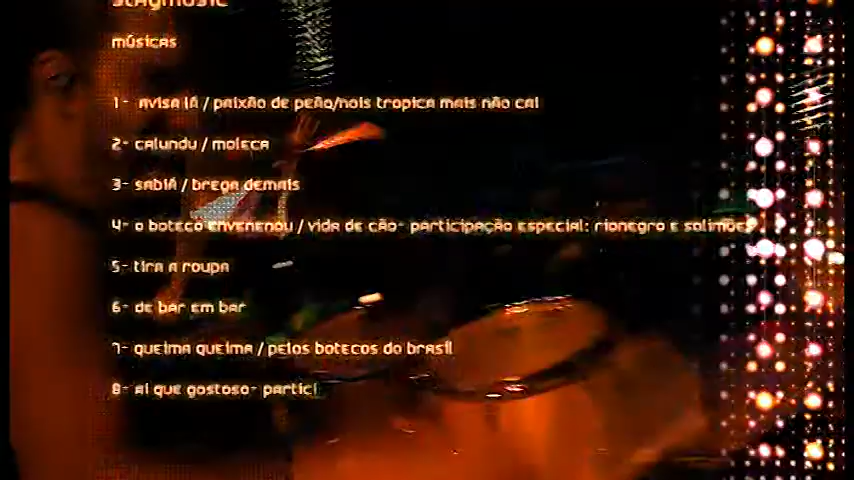 staymusic
músicas
1- avisa lá / paixão de peão/nois tropica mais não cai
2- calundu / moleca
3- sabiá / brega demais
4- o boteco envenenou / vida de cão- participação especial: rionegro e solimões
5- tira a roupa
6- de bar em bar
7- queima queima / pelos botecos do brasil
8- ai que gostoso- partici